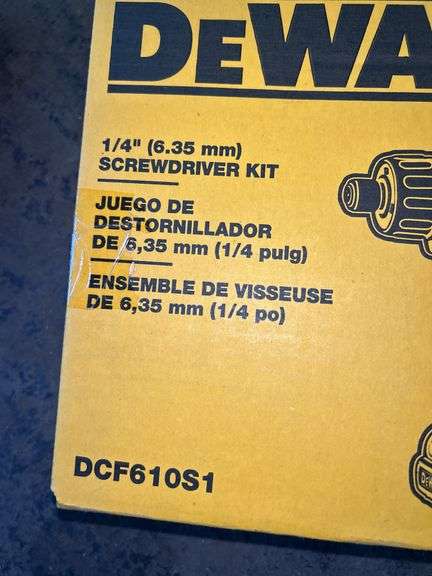 DEWA
1/4" (6.35 mm)
SCREWDRIVER KIT
JUEGO DE
DESTORNILLADOR
DE 6,35 mm (1/4 pulg)
ENSEMBLE DE VISSEUSE
DE 6,35 mm (1/4 po)
DCF610S1
DEW